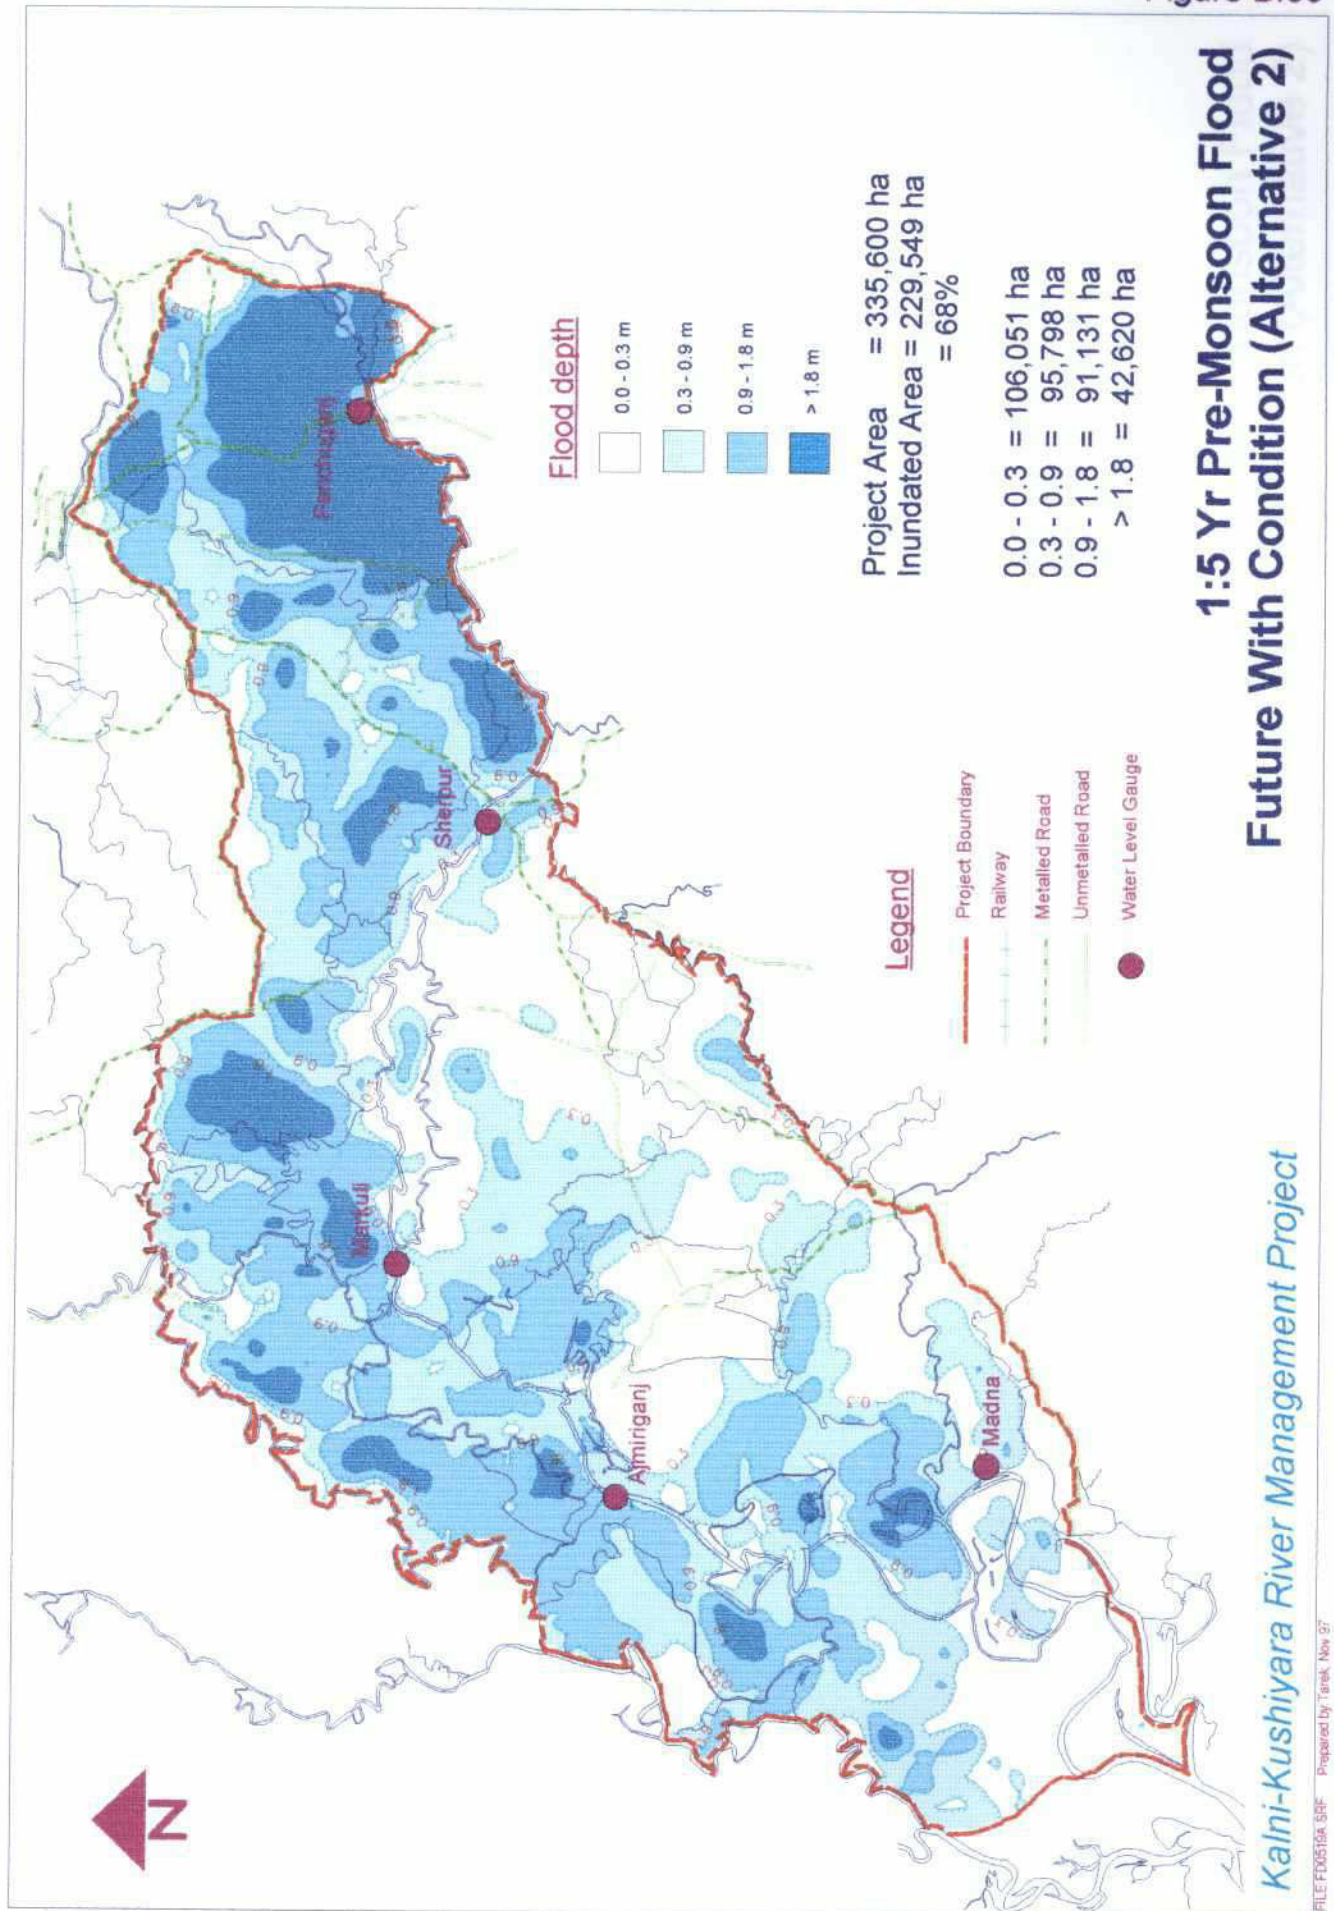 N
Fenchuganj
Sherpur
Markuli
Ajmiriganj
Madna
Flood depth
0.0 - 0.3 m
0.3 - 0.9 m
0.9 - 1.8 m
> 1.8 m
Project Area = 335,600 ha
Inundated Area = 229,549 ha
= 68%
0.0 - 0.3 = 106,051 ha
0.3 - 0.9 = 95,798 ha
0.9 - 1.8 = 91,131 ha
> 1.8 = 42,620 ha
Legend
Project Boundary
Railway
Metalled Road
Unmetalled Road
Water Level Gauge
1:5 Yr Pre-Monsoon Flood
Future With Condition (Alternative 2)
Kalni-Kushiyara River Management Project
FILE FD0519A.SRF Prepared by Tarek Nov 97